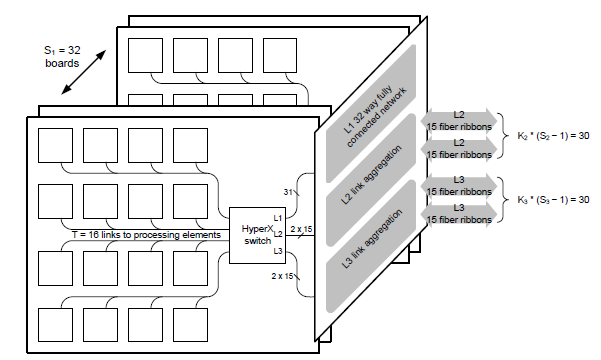 S₁ = 32
boards
L1 32 way fully
connected network
L2
15 fiber ribbons
L2
15 fiber ribbons
K₂ * (S₂ – 1) = 30
L2 link aggregation
L3
15 fiber ribbons
L3
15 fiber ribbons
K₃ * (S₃ – 1) = 30
L3 link aggregation
31
T = 16 links to processing elements
HyperX
switch
L1
L2
L3
2 x 15
2 x 15